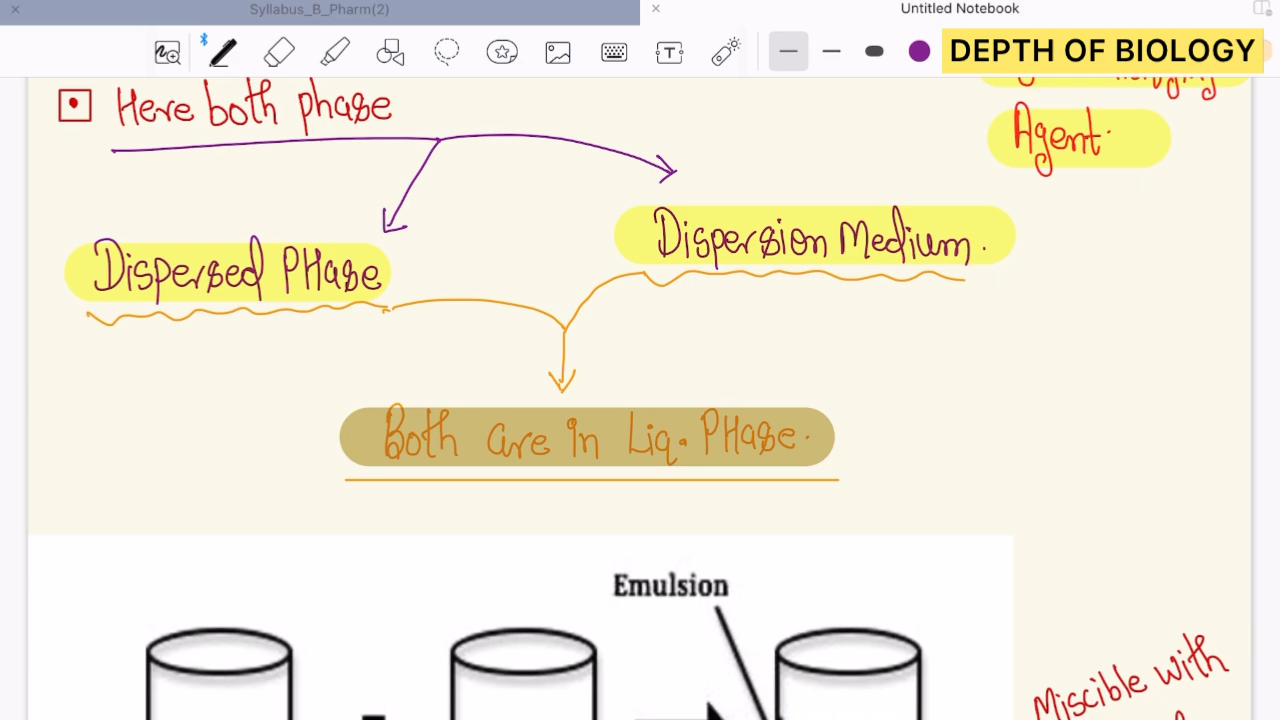 Syllabus_B_Pharm(2)
Untitled Notebook
DEPTH OF BIOLOGY
Here both phase
Agent.
Dispersion Medium.
Dispersed PHase
Both are in Liq. PHase.
Emulsion
Miscible with